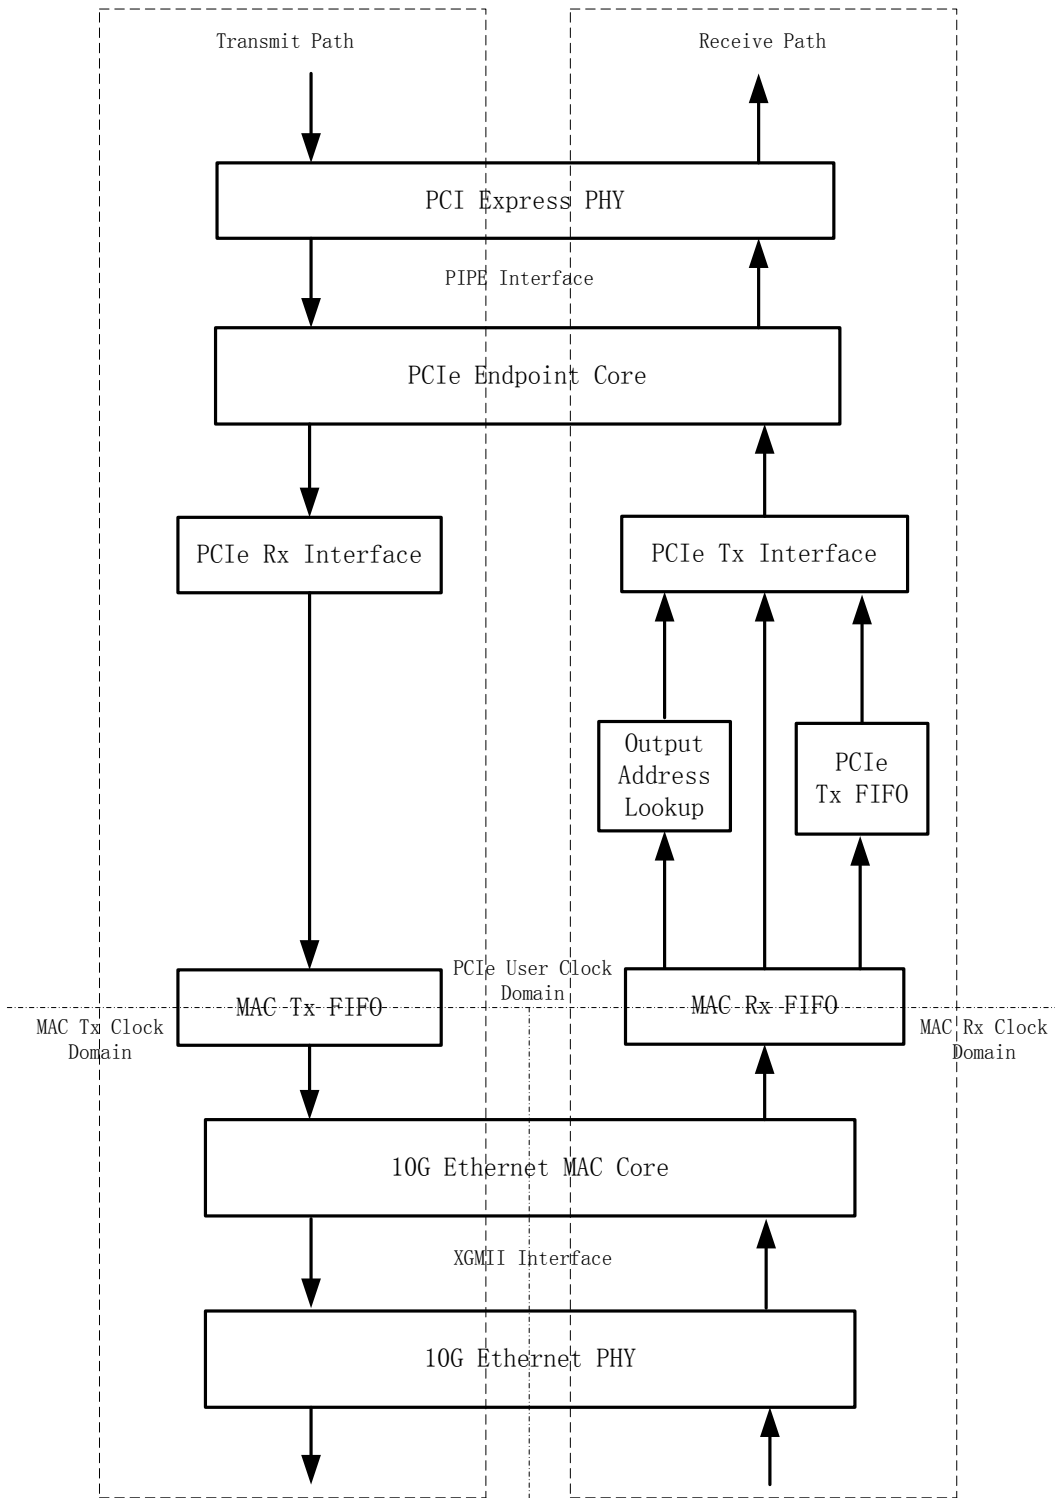 Transmit Path
Receive Path
PCI Express PHY
PIPE Interface
PCIe Endpoint Core
PCIe Rx Interface
PCIe Tx Interface
Output
Address
Lookup
PCIe
Tx FIFO
PCIe User Clock
Domain
MAC Tx FIFO
MAC Rx FIFO
MAC Tx Clock
Domain
MAC Rx Clock
Domain
10G Ethernet MAC Core
XGMII Interface
10G Ethernet PHY